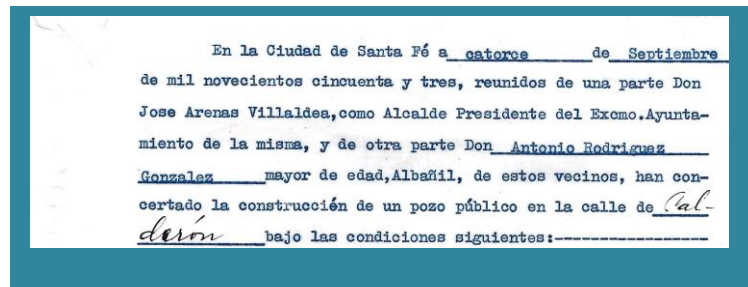 En la Ciudad de Santa Fé a catorce de Septiembre
de mil novecientos cincuenta y tres, reunidos de una parte Don
Jose Arenas Villaldea,como Alcalde Presidente del Excmo.Ayunta-
miento de la misma, y de otra parte Don Antonio Rodriguez
Gonzalez mayor de edad,Albañil, de estos vecinos, han con-
certado la construcción de un pozo público en la calle de Cal-
derón bajo las condiciones siguientes:-----------------